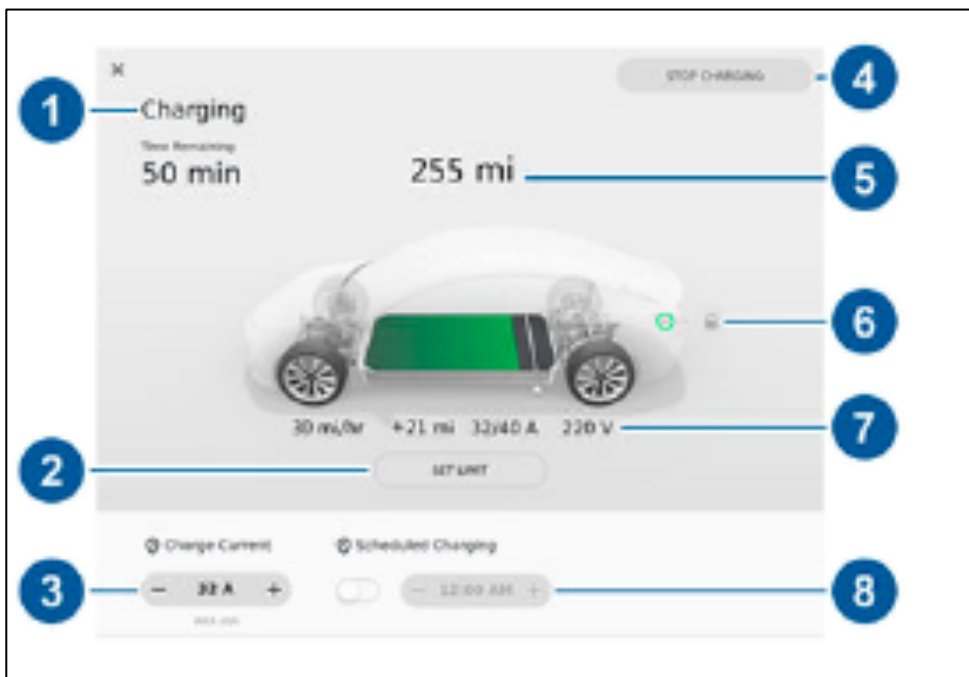 1
Charging
Time Remaining
50 min
STOP CHARGING
4
255 mi
5
6
30 mi/hr +21 mi 32/40 A 220 V
7
2
SET LIMIT
Charge Current
Scheduled Charging
3
− A +
− 12:00 AM +
8